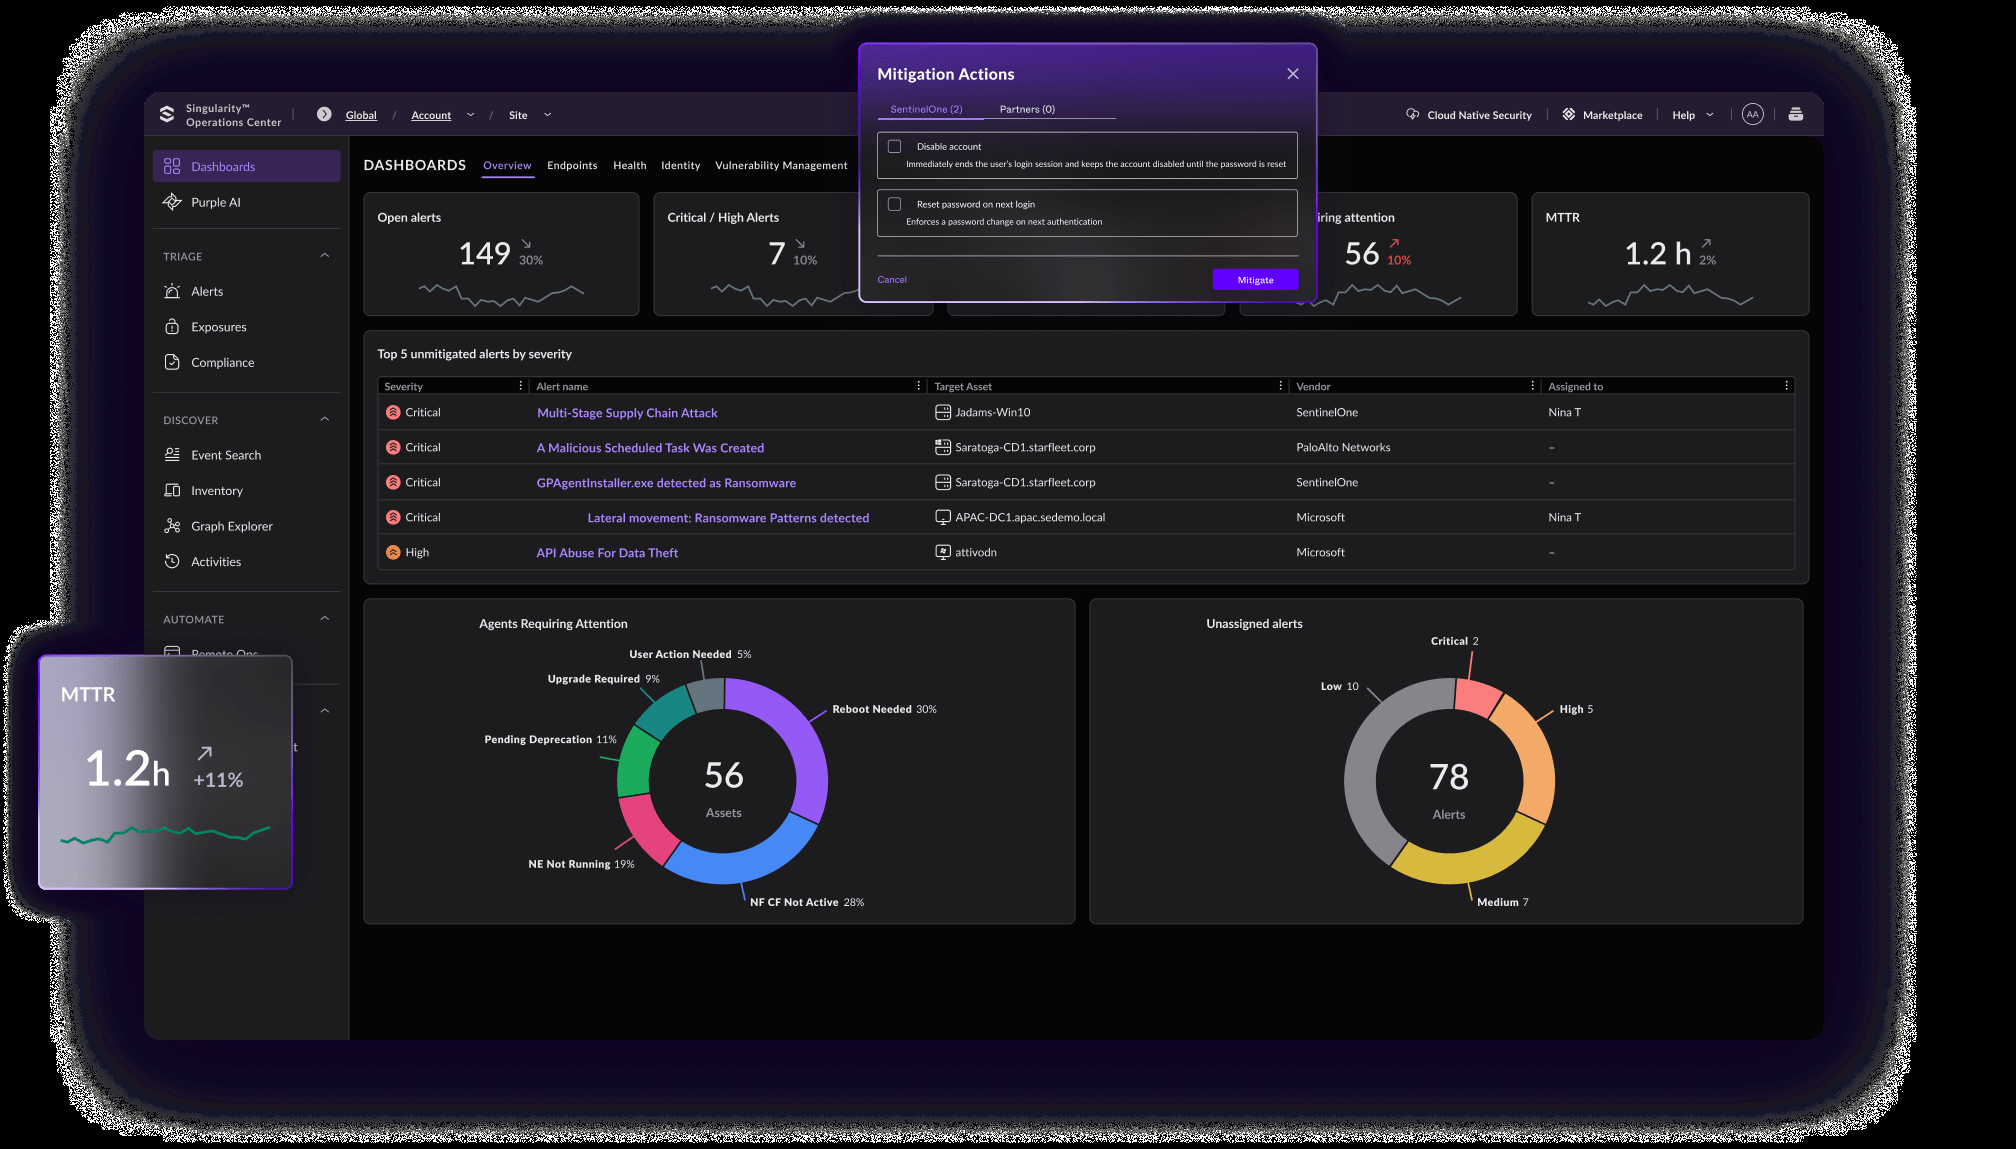 Mitigation Actions
SentinelOne (2) Partners (0)
Disable account
Immediately ends the user's login session and keeps the account disabled until the password is reset
Reset password on next login
Enforces a password change on next authentication
Cancel Mitigate
Singularity™
Operations Center
Global / Account / Site
Cloud Native Security Marketplace Help AA
Dashboards
Purple AI
TRIAGE
Alerts
Exposures
Compliance
DISCOVER
Event Search
Inventory
Graph Explorer
Activities
AUTOMATE
Remote Ops
t
MTTR
1.2h +11%
DASHBOARDS Overview Endpoints Health Identity Vulnerability Management
Open alerts
149 30%
Critical / High Alerts
7 10%
iring attention
56 10%
MTTR
1.2 h 2%
Top 5 unmitigated alerts by severity
Severity Alert name Target Asset Vendor Assigned to
Critical Multi-Stage Supply Chain Attack Jadams-Win10 SentinelOne Nina T
Critical A Malicious Scheduled Task Was Created Saratoga-CD1.starfleet.corp PaloAlto Networks –
Critical GPAgentInstaller.exe detected as Ransomware Saratoga-CD1.starfleet.corp SentinelOne –
Critical Lateral movement: Ransomware Patterns detected APAC-DC1.apac.sedemo.local Microsoft Nina T
High API Abuse For Data Theft attivodn Microsoft –
Agents Requiring Attention
User Action Needed 5%
Upgrade Required 9%
Reboot Needed 30%
Pending Deprecation 11%
56
Assets
NE Not Running 19%
NF CF Not Active 28%
Unassigned alerts
Critical 2
Low 10
High 5
78
Alerts
Medium 7